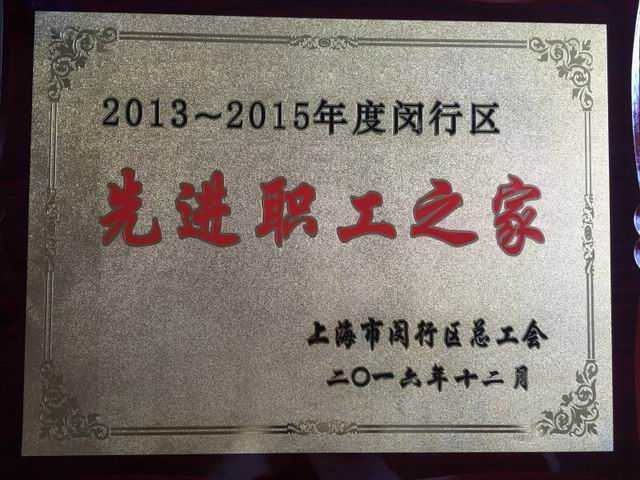 2013～2015年度闵行区
先进职工之家
上海市闵行区总工会
二〇一六年十二月